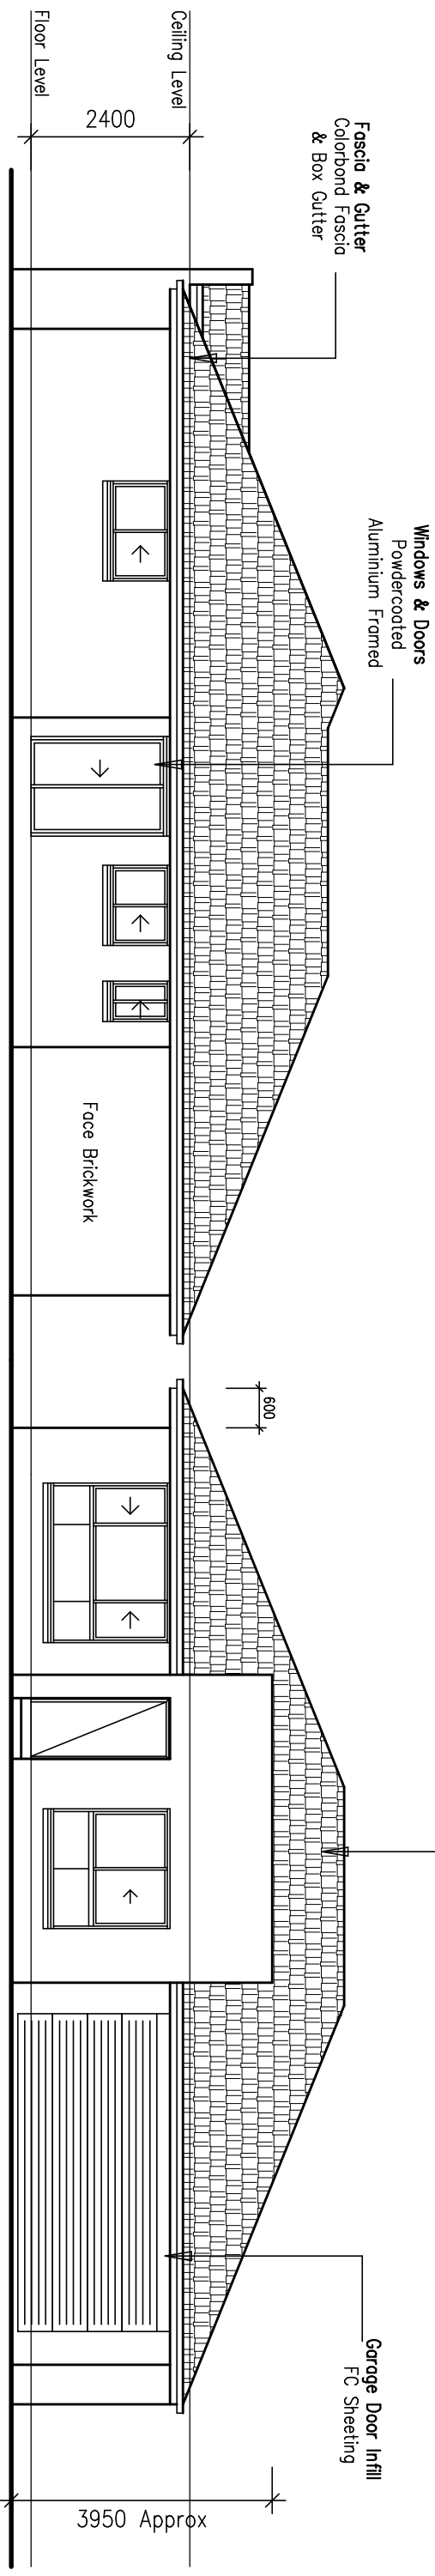 Floor Level
Ceiling Level
2400
Fascia & Gutter
Colorbond Fascia
& Box Gutter
Windows & Doors
Powdercoated
Aluminium Framed
Face Brickwork
600
Garage Door Infill
FC Sheeting
3950 Approx